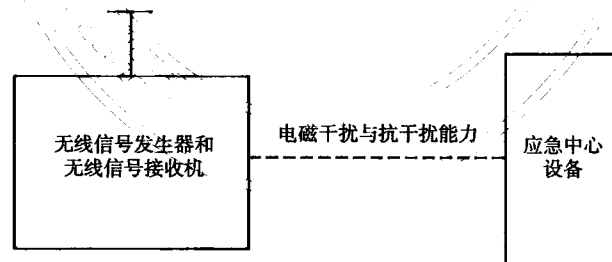 无线信号发生器和
无线信号接收机
电磁干扰与抗干扰能力
应急中心
设备